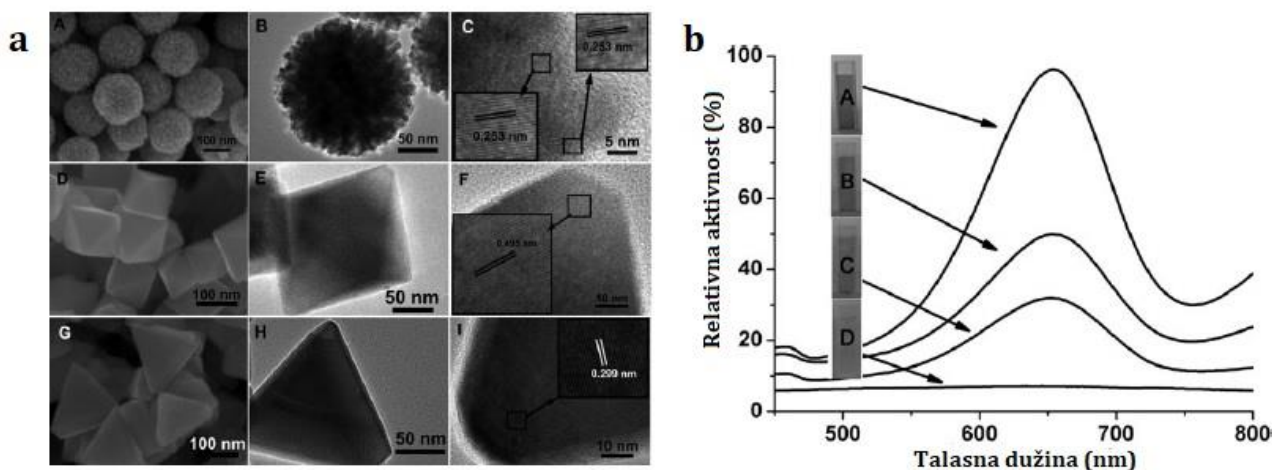 a
A
100 nm
B
50 nm
C
0.253 nm
0.253 nm
5 nm
D
100 nm
E
50 nm
F
0.485 nm
10 nm
G
100 nm
H
50 nm
I
0.299 nm
10 nm
b
Relativna aktivnost (%)
100
80
60
40
20
0
A
B
C
D
500
600
700
800
Talasna dužina (nm)